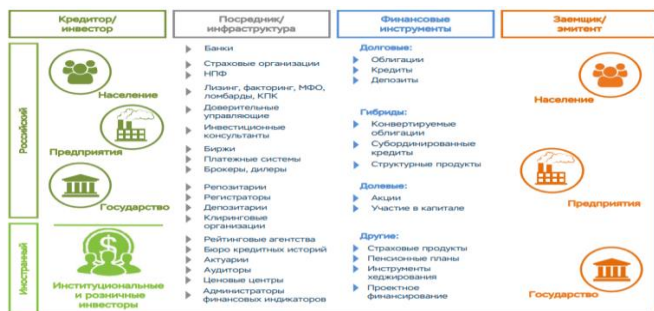 Кредитор/
инвестор
Посредник/
инфраструктура
Финансовые
инструменты
Заемщик/
эмитент
Российский
Население
Предприятия
Государство
Иностранный
Институциональные
и розничные
инвесторы
Банки
Страховые организации
НПФ
Лизинг, факторинг, МФО,
ломбарды, КПК
Доверительные
управляющие
Инвестиционные
консультанты
Биржи
Платежные системы
Брокеры, дилеры
Репозитарии
Регистраторы
Депозитарии
Клиринговые
организации
Рейтинговые агентства
Бюро кредитных историй
Актуарии
Аудиторы
Ценовые центры
Администраторы
финансовых индикаторов
Долговые:
Облигации
Кредиты
Депозиты
Гибриды:
Конвертируемые
облигации
Субординированные
кредиты
Структурные продукты
Долевые:
Акции
Участие в капитале
Другие:
Страховые продукты
Пенсионные планы
Инструменты
хеджирования
Проектное
финансирование
Население
Предприятия
Государство